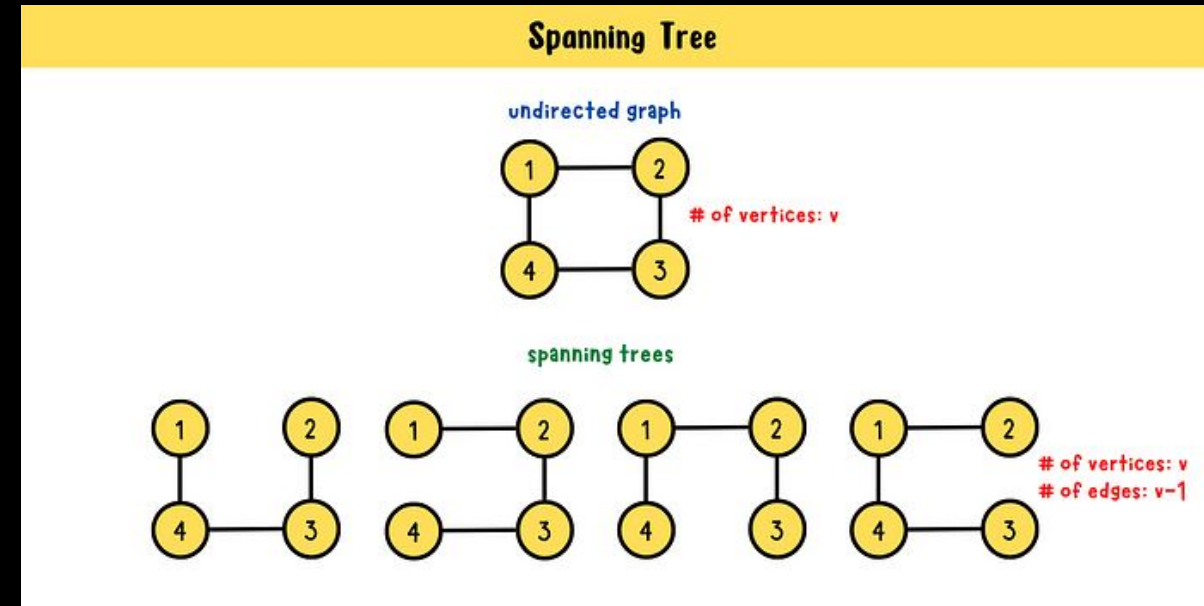 Spanning Tree
undirected graph
1 2
# of vertices: v
4 3
spanning trees
1 2 1 2 1 2 1 2
# of vertices: v
# of edges: v-1
4 3 4 3 4 3 4 3